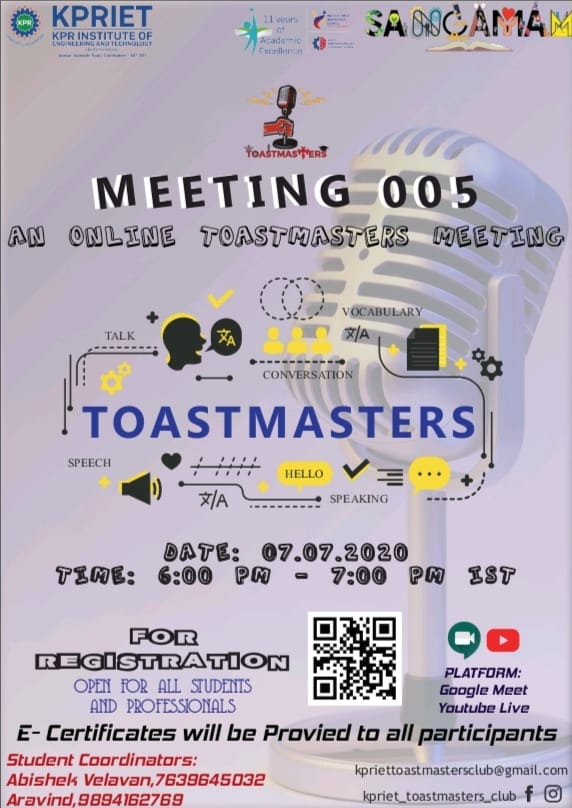 KPR
KPRIET
KPR INSTITUTE OF
ENGINEERING AND TECHNOLOGY
11 years
of
Academic
Excellence
SANGAMAM
TOASTMASTERS
MEETING 005
AN ONLINE TOASTMASTERS MEETING
VOCABULARY
TALK
文/A
CONVERSATION
TOASTMASTERS
SPEECH
HELLO
文/A
SPEAKING
DATE: 07.07.2020
TIME: 6:00 PM - 7:00 PM IST
FOR
REGISTRATION
OPEN FOR ALL STUDENTS
AND PROFESSIONALS
PLATFORM:
Google Meet
Youtube Live
E- Certificates will be Provied to all participants
Student Coordinators:
Abishek Velavan,7639645032
Aravind,9894162769
kpriettoastmastersclub@gmail.com
kpriet_toastmasters_club